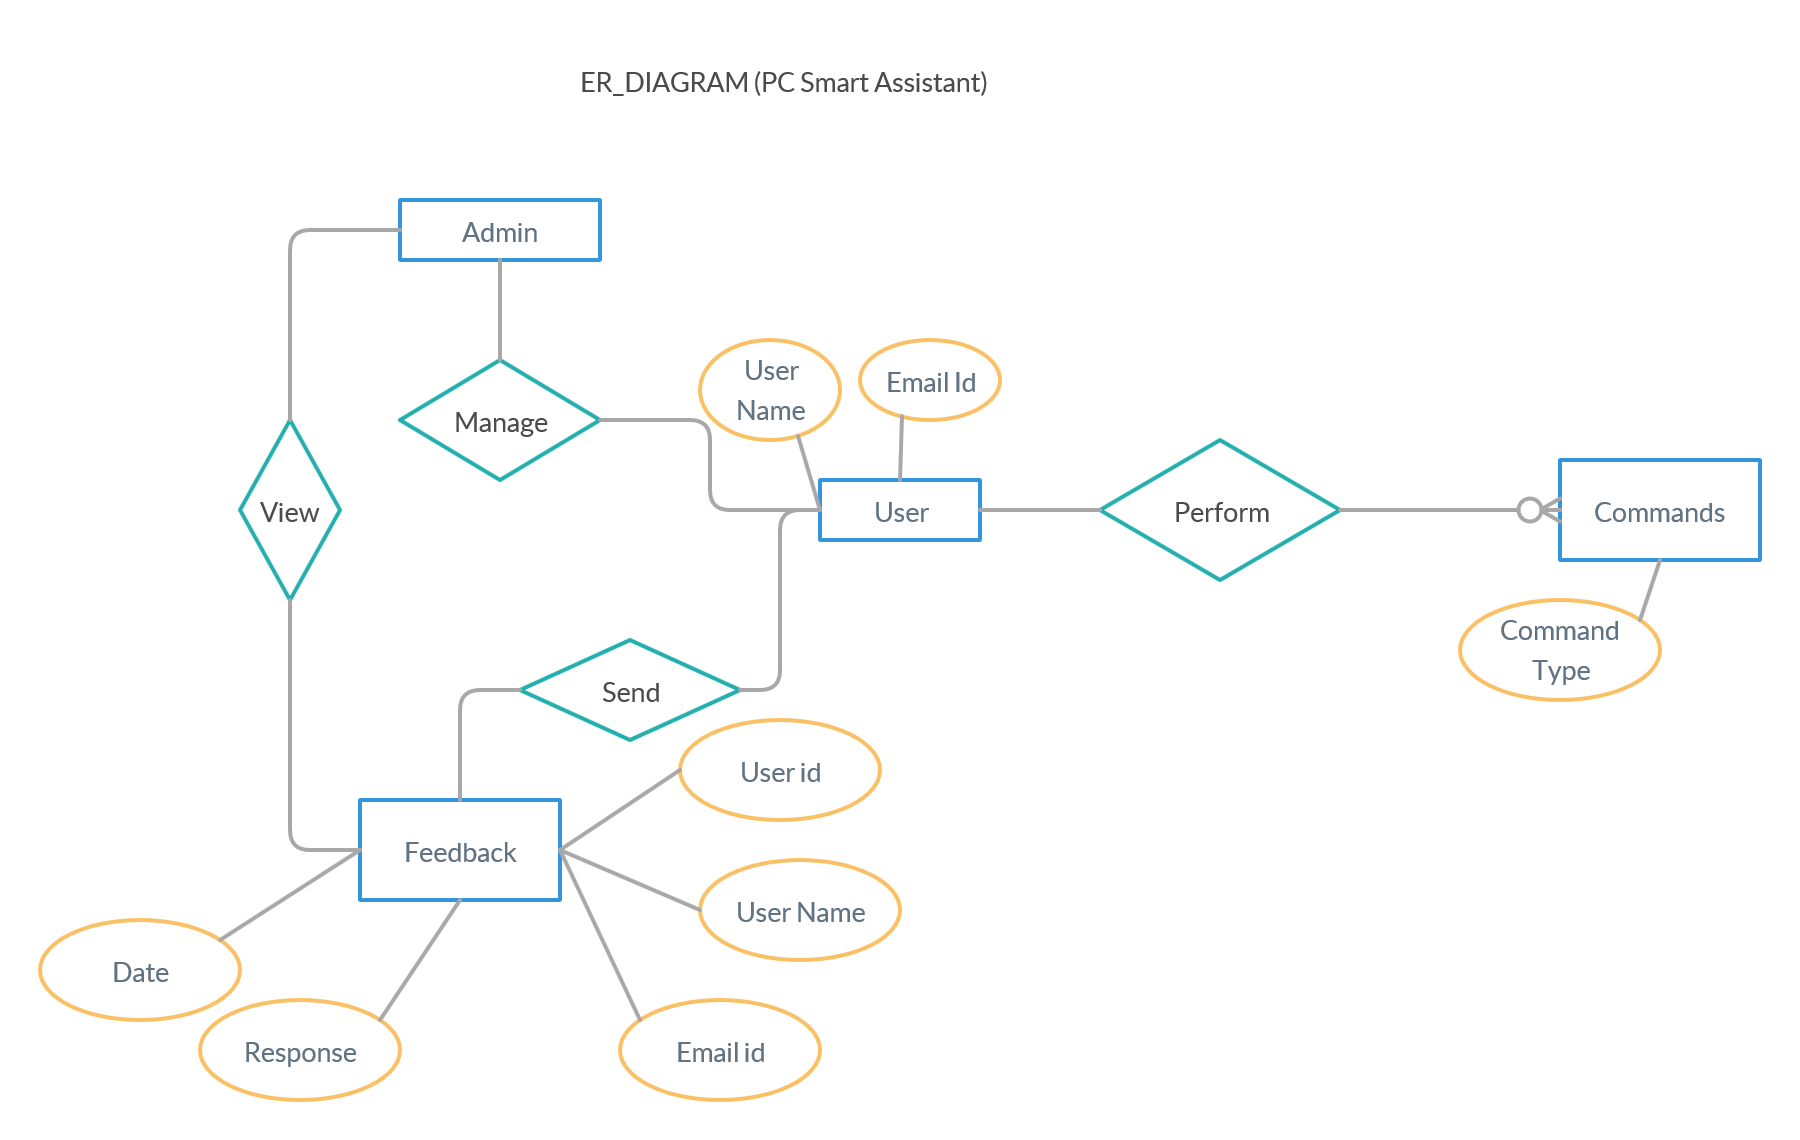 ER_DIAGRAM (PC Smart Assistant)
Admin
User
Name
Email Id
Manage
View
User
Perform
Commands
Command
Type
Send
User id
Feedback
User Name
Date
Response
Email id